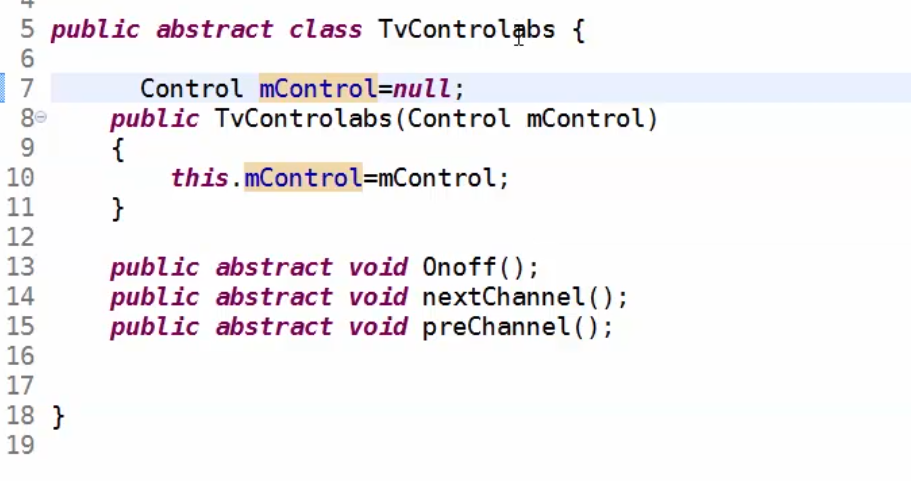 5 public abstract class TvControlabs {
6
7 Control mControl=null;
8 public TvControlabs(Control mControl)
9 {
10 this.mControl=mControl;
11 }
12
13 public abstract void Onoff();
14 public abstract void nextChannel();
15 public abstract void preChannel();
16
17
18 }
19